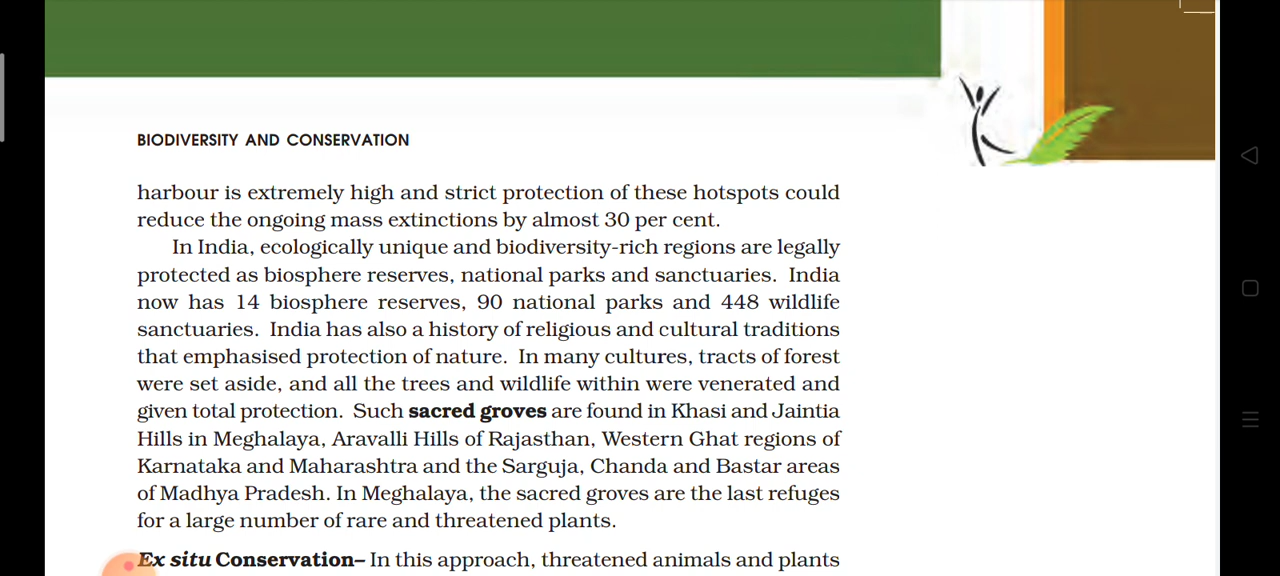 BIODIVERSITY AND CONSERVATION
harbour is extremely high and strict protection of these hotspots could
reduce the ongoing mass extinctions by almost 30 per cent.
In India, ecologically unique and biodiversity-rich regions are legally
protected as biosphere reserves, national parks and sanctuaries. India
now has 14 biosphere reserves, 90 national parks and 448 wildlife
sanctuaries. India has also a history of religious and cultural traditions
that emphasised protection of nature. In many cultures, tracts of forest
were set aside, and all the trees and wildlife within were venerated and
given total protection. Such sacred groves are found in Khasi and Jaintia
Hills in Meghalaya, Aravalli Hills of Rajasthan, Western Ghat regions of
Karnataka and Maharashtra and the Sarguja, Chanda and Bastar areas
of Madhya Pradesh. In Meghalaya, the sacred groves are the last refuges
for a large number of rare and threatened plants.
Ex situ Conservation– In this approach, threatened animals and plants